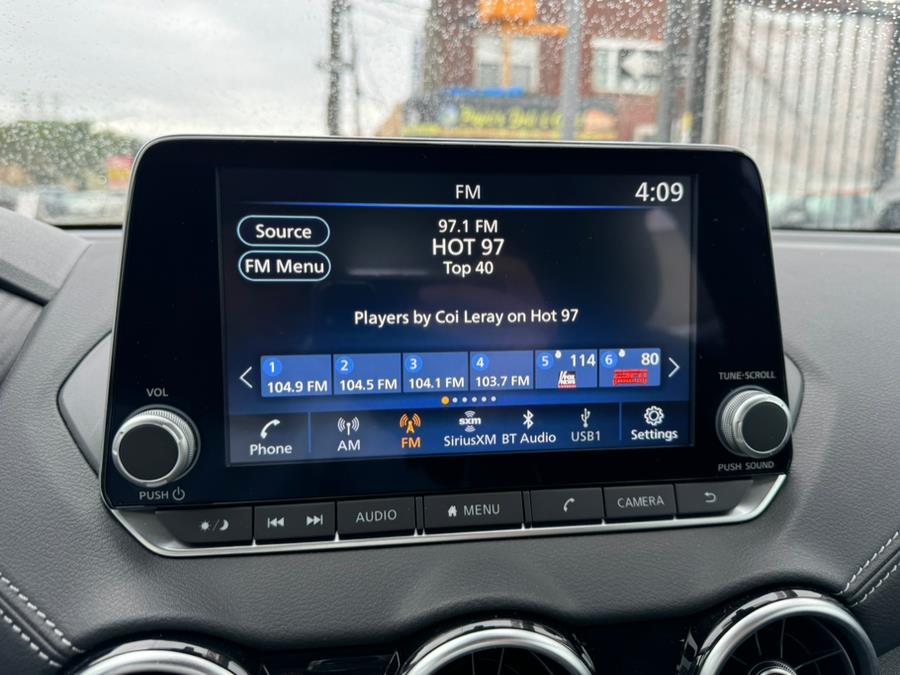 FM
4:09
Source
FM Menu
97.1 FM
HOT 97
Top 40
Players by Coi Leray on Hot 97
1
104.9 FM
2
104.5 FM
3
104.1 FM
4
103.7 FM
5
114
FOX NEWS
6
80
ESPN
Phone
AM
FM
sxm
SiriusXM
BT Audio
USB1
Settings
VOL
PUSH
TUNE·SCROLL
PUSH SOUND
AUDIO
MENU
CAMERA